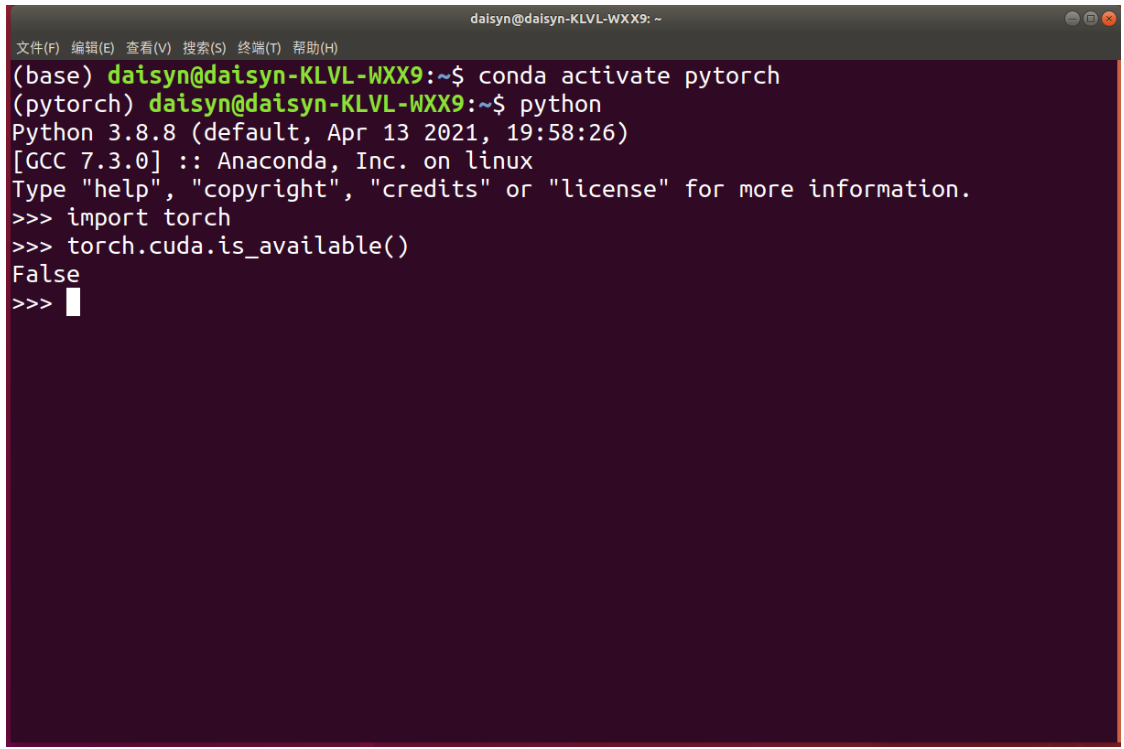 daisyn@daisyn-KLVL-WXX9: ~
文件(F) 编辑(E) 查看(V) 搜索(S) 终端(T) 帮助(H)
(base) daisyn@daisyn-KLVL-WXX9:~$ conda activate pytorch
(pytorch) daisyn@daisyn-KLVL-WXX9:~$ python
Python 3.8.8 (default, Apr 13 2021, 19:58:26)
[GCC 7.3.0] :: Anaconda, Inc. on linux
Type "help", "copyright", "credits" or "license" for more information.
>>> import torch
>>> torch.cuda.is_available()
False
>>>